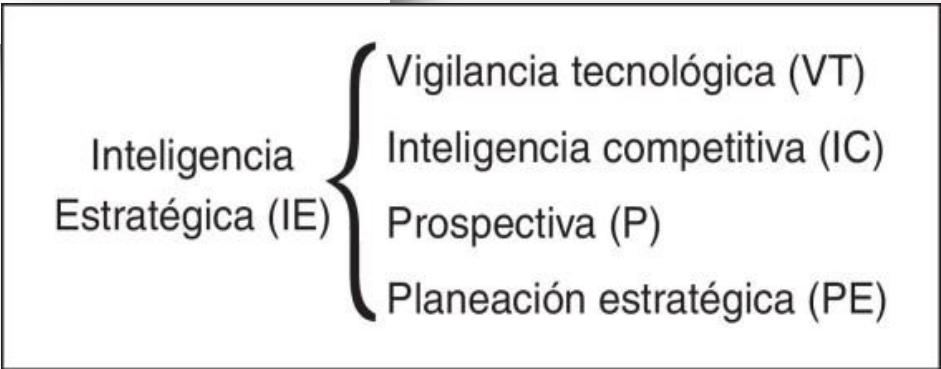 Inteligencia
Estratégica (IE)
Vigilancia tecnológica (VT)
Inteligencia competitiva (IC)
Prospectiva (P)
Planeación estratégica (PE)